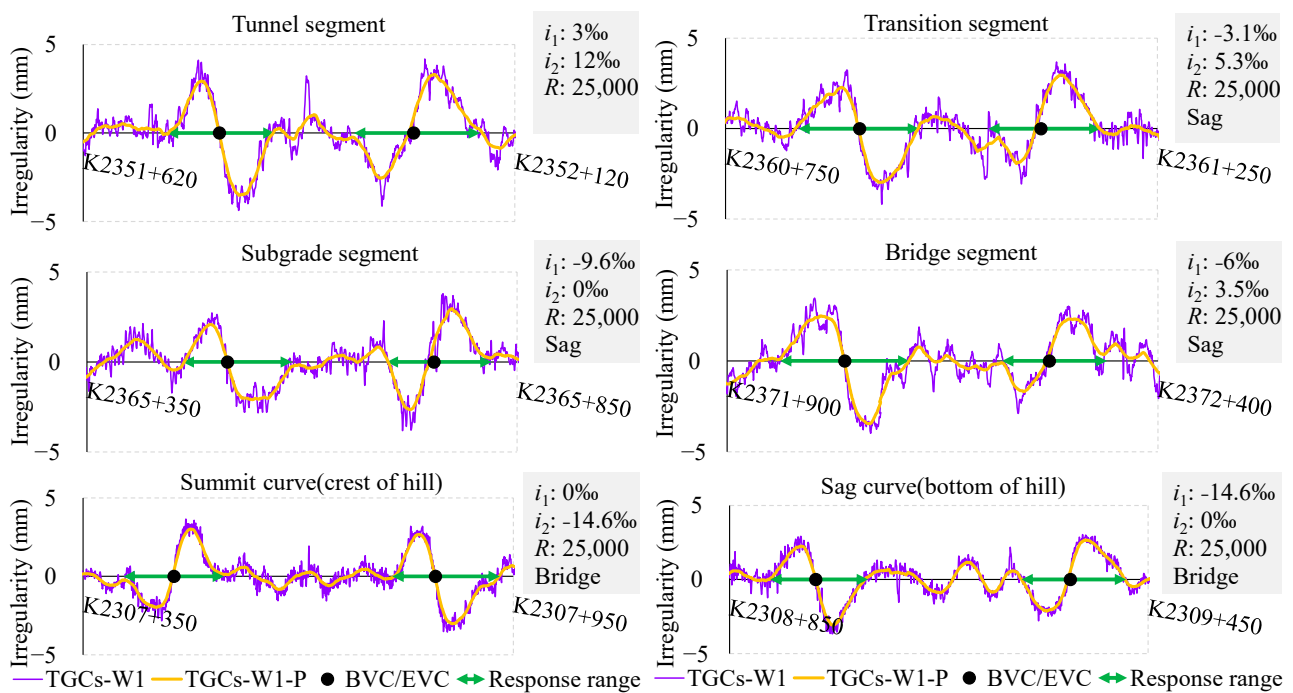 Tunnel segment
5
0
−5
Irregularity (mm)
K2351+620
K2352+120
i1: 3‰
i2: 12‰
R: 25,000
Transition segment
5
0
−5
Irregularity (mm)
K2360+750
K2361+250
i1: -3.1‰
i2: 5.3‰
R: 25,000
Sag
Subgrade segment
5
0
−5
Irregularity (mm)
K2365+350
K2365+850
i1: -9.6‰
i2: 0‰
R: 25,000
Sag
Bridge segment
5
0
−5
Irregularity (mm)
K2371+900
K2372+400
i1: -6‰
i2: 3.5‰
R: 25,000
Sag
Summit curve(crest of hill)
5
0
−5
Irregularity (mm)
K2307+350
K2307+950
i1: 0‰
i2: -14.6‰
R: 25,000
Bridge
Sag curve(bottom of hill)
5
0
−5
Irregularity (mm)
K2308+850
K2309+450
i1: -14.6‰
i2: 0‰
R: 25,000
Bridge
TGCs-W1 TGCs-W1-P BVC/EVC Response range TGCs-W1 TGCs-W1-P BVC/EVC Response range